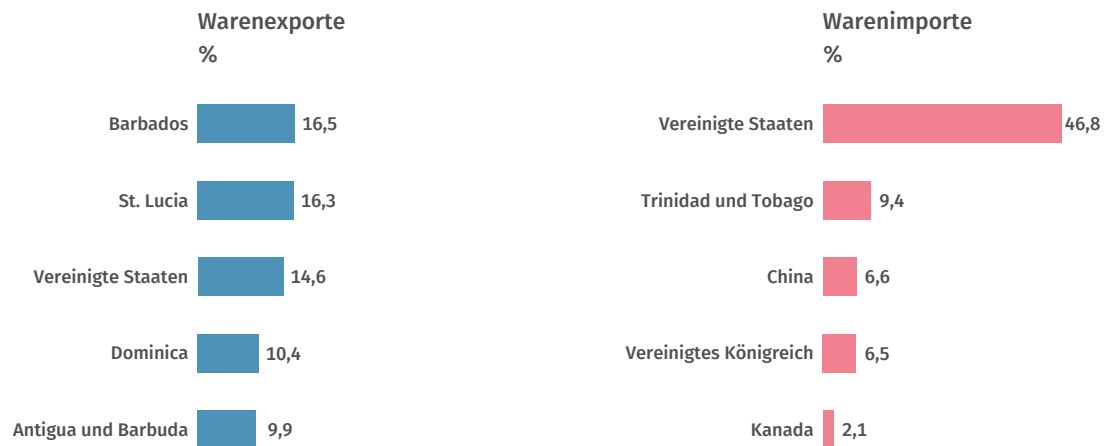 Warenexporte
%
Barbados 16,5
St. Lucia 16,3
Vereinigte Staaten 14,6
Dominica 10,4
Antigua und Barbuda 9,9
Warenimporte
%
Vereinigte Staaten 46,8
Trinidad und Tobago 9,4
China 6,6
Vereinigtes Königreich 6,5
Kanada 2,1